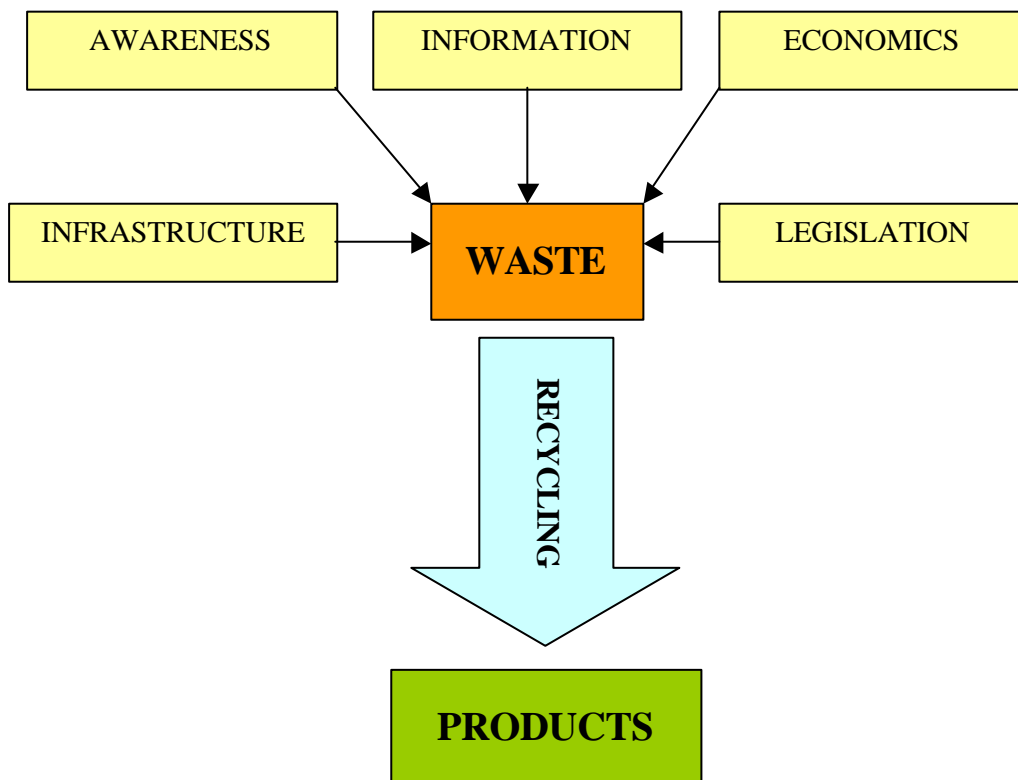 AWARENESS
INFORMATION
ECONOMICS
INFRASTRUCTURE
WASTE
LEGISLATION
RECYCLING
PRODUCTS